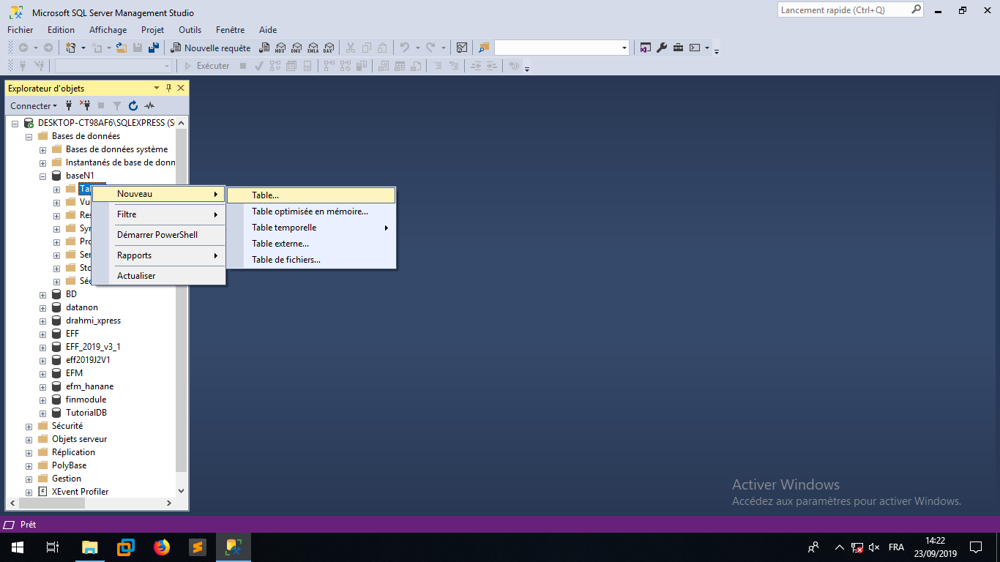 Microsoft SQL Server Management Studio
Lancement rapide (Ctrl+Q)
Fichier Edition Affichage Projet Outils Fenêtre Aide
Nouvelle requête MDX DMX XMLA DAX
Exécuter
Explorateur d'objets
Connecter
DESKTOP-CT98AF6\SQLEXPRESS (S
Bases de données
Bases de données système
Instantanés de base de donn
baseN1
Ta
Vu
Res
Syn
Pro
Ser
Sto
Séc
Nouveau
Filtre
Démarrer PowerShell
Rapports
Actualiser
Table...
Table optimisée en mémoire...
Table temporelle
Table externe...
Table de fichiers...
BD
datanon
drahmi_xpress
EFF
EFF_2019_v3_1
eff2019J2V1
EFM
efm_hanane
finmodule
TutorialDB
Sécurité
Objets serveur
Réplication
PolyBase
Gestion
XEvent Profiler
Activer Windows
Accédez aux paramètres pour activer Windows.
Prêt
FRA
14:22
23/09/2019